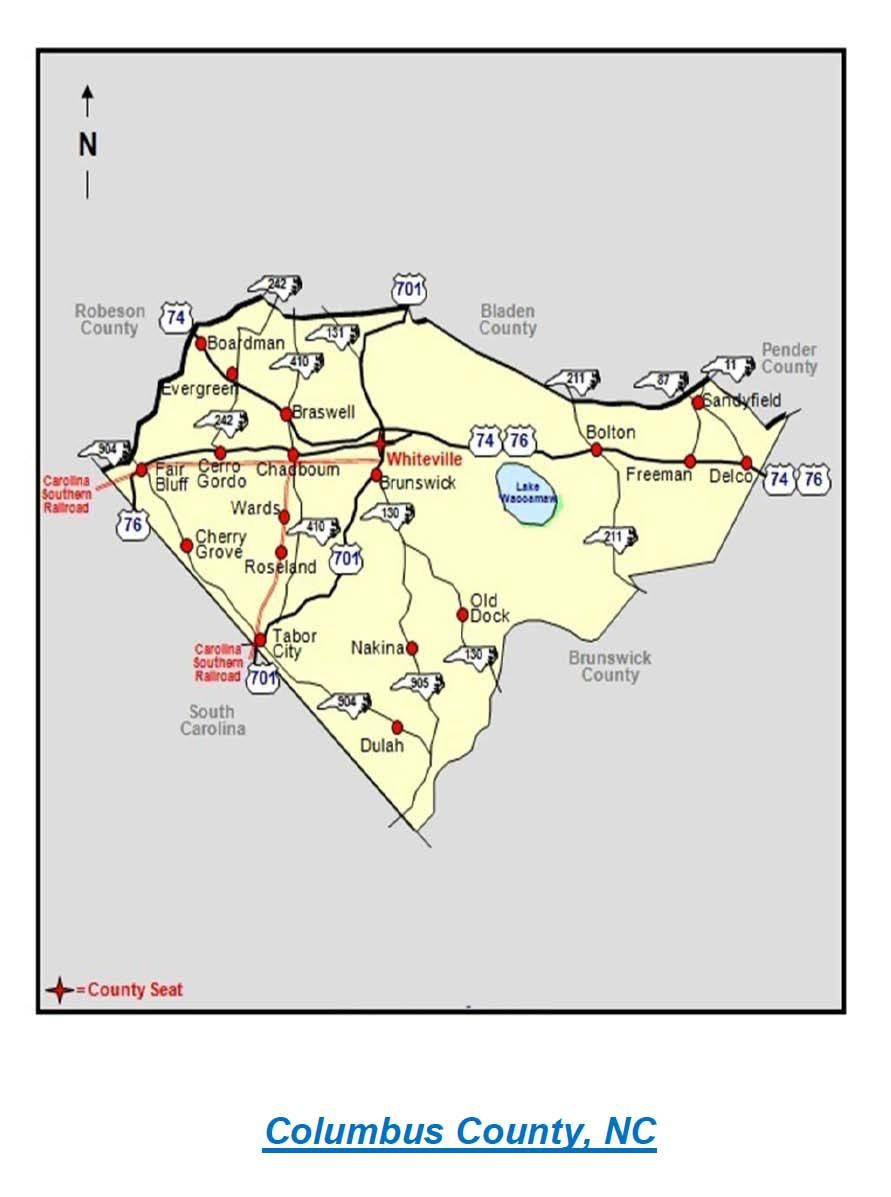 N
242
701
Robeson
County
74
Bladen
County
131
Boardman
410
Pender
County
11
211
87
Evergreen
Sandyfield
Braswell
242
Bolton
74 76
904
Whiteville
Fair
Bluff
Cerro
Gordo
Chadbourn
Freeman
Delco
74 76
Carolina
Southern
Railroad
Brunswick
Lake
Waccamaw
Wards
130
76
410
211
Cherry
Grove
701
Roseland
Old
Dock
Tabor
City
Carolina
Southern
Railroad
Nakina
130
Brunswick
County
701
905
904
South
Carolina
Dulah
=County Seat
Columbus County, NC